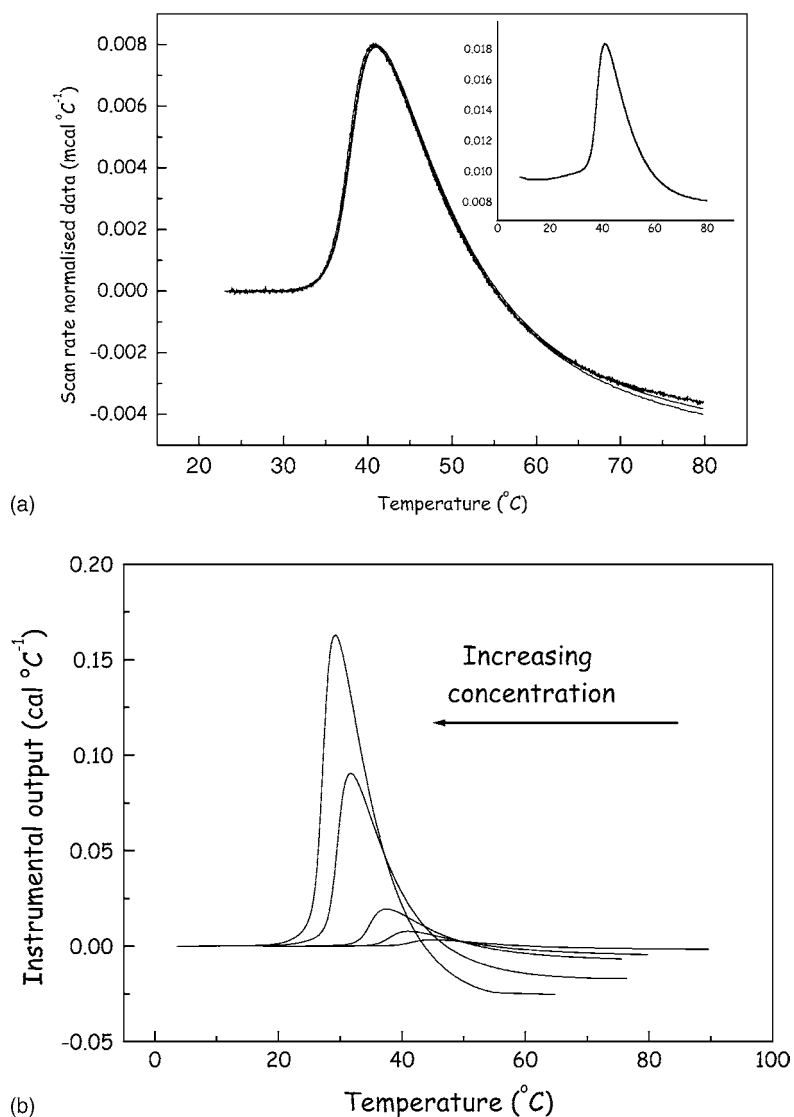 Scan rate normalised data (mcal °C⁻¹)
0.008
0.006
0.004
0.002
0.000
-0.002
-0.004
20 30 40 50 60 70 80
Temperature (°C)
0.018
0.016
0.014
0.012
0.010
0.008
0 20 40 60 80
(a)
Instrumental output (cal °C⁻¹)
0.20
0.15
0.10
0.05
0.00
-0.05
Increasing
concentration
0 20 40 60 80 100
Temperature (°C)
(b)